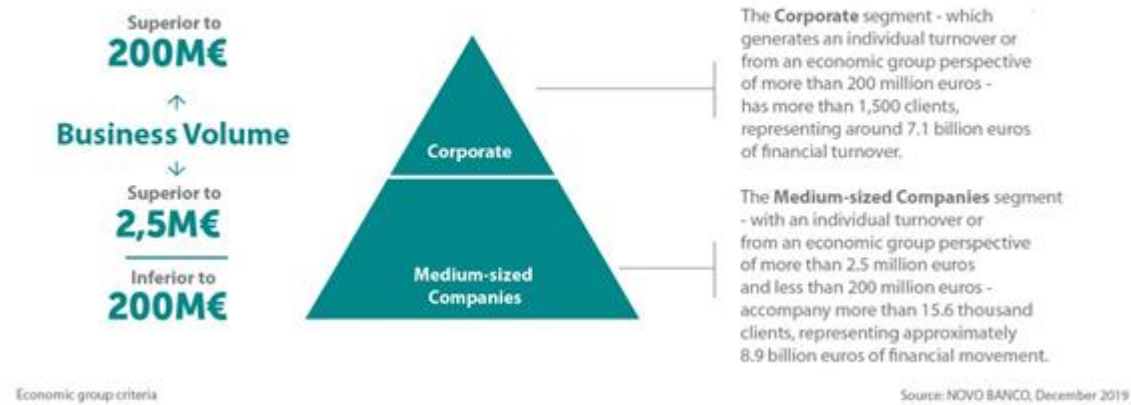 Superior to
200M€
↑
Business Volume
↓
Superior to
2,5M€
Inferior to
200M€
Corporate
Medium-sized
Companies
The Corporate segment - which
generates an individual turnover or
from an economic group perspective
of more than 200 million euros -
has more than 1,500 clients,
representing around 7.1 billion euros
of financial turnover.
The Medium-sized Companies segment
- with an individual turnover or
from an economic group perspective
of more than 2.5 million euros
and less than 200 million euros -
accompany more than 15.6 thousand
clients, representing approximately
8.9 billion euros of financial movement.
Economic group criteria
Source: NOVO BANCO, December 2019